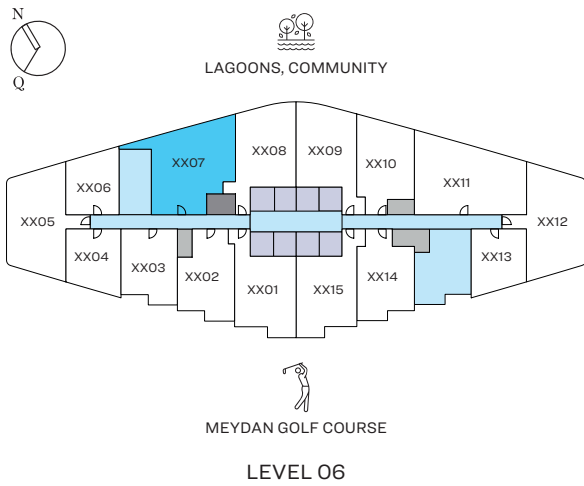 N
Q
LAGOONS, COMMUNITY
XX07
XX08
XX09
XX10
XX06
XX11
XX05
XX12
XX04
XX03
XX02
XX01
XX15
XX14
XX13
MEYDAN GOLF COURSE
LEVEL 06